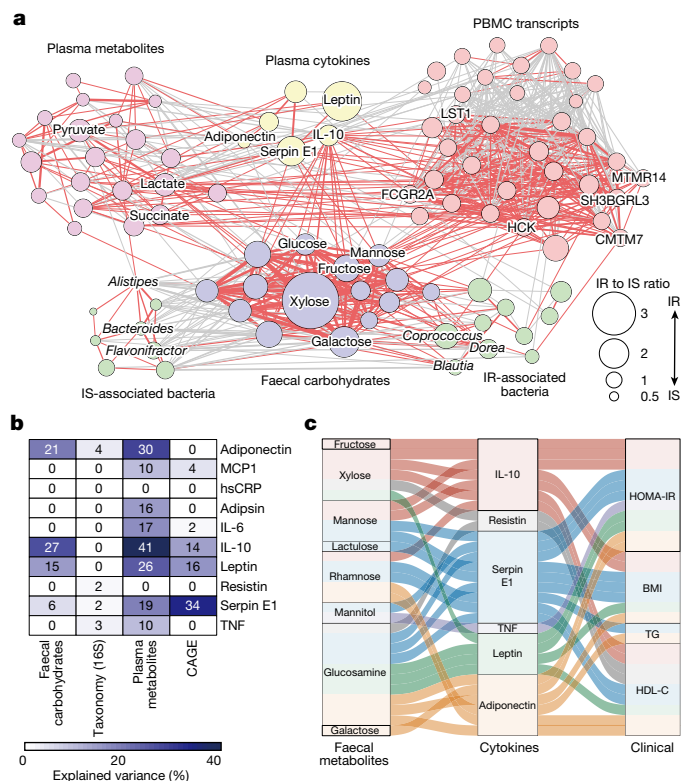 a
PBMC transcripts
Plasma metabolites
Plasma cytokines
Leptin
LST1
Pyruvate
Adiponectin
IL-10
Serpin E1
MTMR14
Lactate
FCGR2A
SH3BGRL3
Succinate
HCK
CMTM7
Glucose
Mannose
Fructose
Alistipes
Xylose
IR to IS ratio
IR
3
Bacteroides
Galactose
Coprococcus
2
Flavonifractor
Dorea
1
Blautia
0.5
IS
IS-associated bacteria
Faecal carbohydrates
IR-associated
bacteria
b
21 4 30 0 Adiponectin
0 0 10 4 MCP1
0 0 0 0 hsCRP
0 0 16 0 Adipsin
0 0 17 2 IL-6
27 0 41 14 IL-10
15 0 26 16 Leptin
0 2 0 0 Resistin
6 2 19 34 Serpin E1
0 3 10 0 TNF
Faecal
carbohydrates
Taxonomy (16S)
Plasma
metabolites
CAGE
0 20 40
Explained variance (%)
c
Fructose
Xylose
Mannose
Lactulose
Rhamnose
Mannitol
Glucosamine
Galactose
Faecal
metabolites
IL-10
Resistin
Serpin
E1
TNF
Leptin
Adiponectin
Cytokines
HOMA-IR
BMI
TG
HDL-C
Clinical